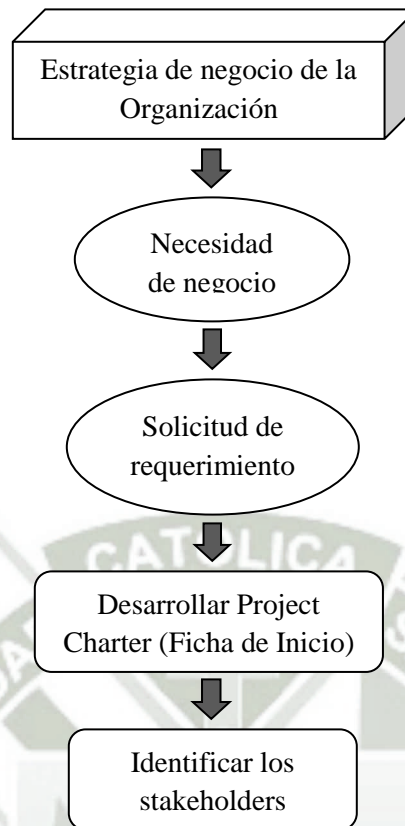 Estrategia de negocio de la
Organización
Necesidad
de negocio
Solicitud de
requerimiento
CATOLICA
Desarrollar Project
Charter (Ficha de Inicio)
Identificar los
stakeholders